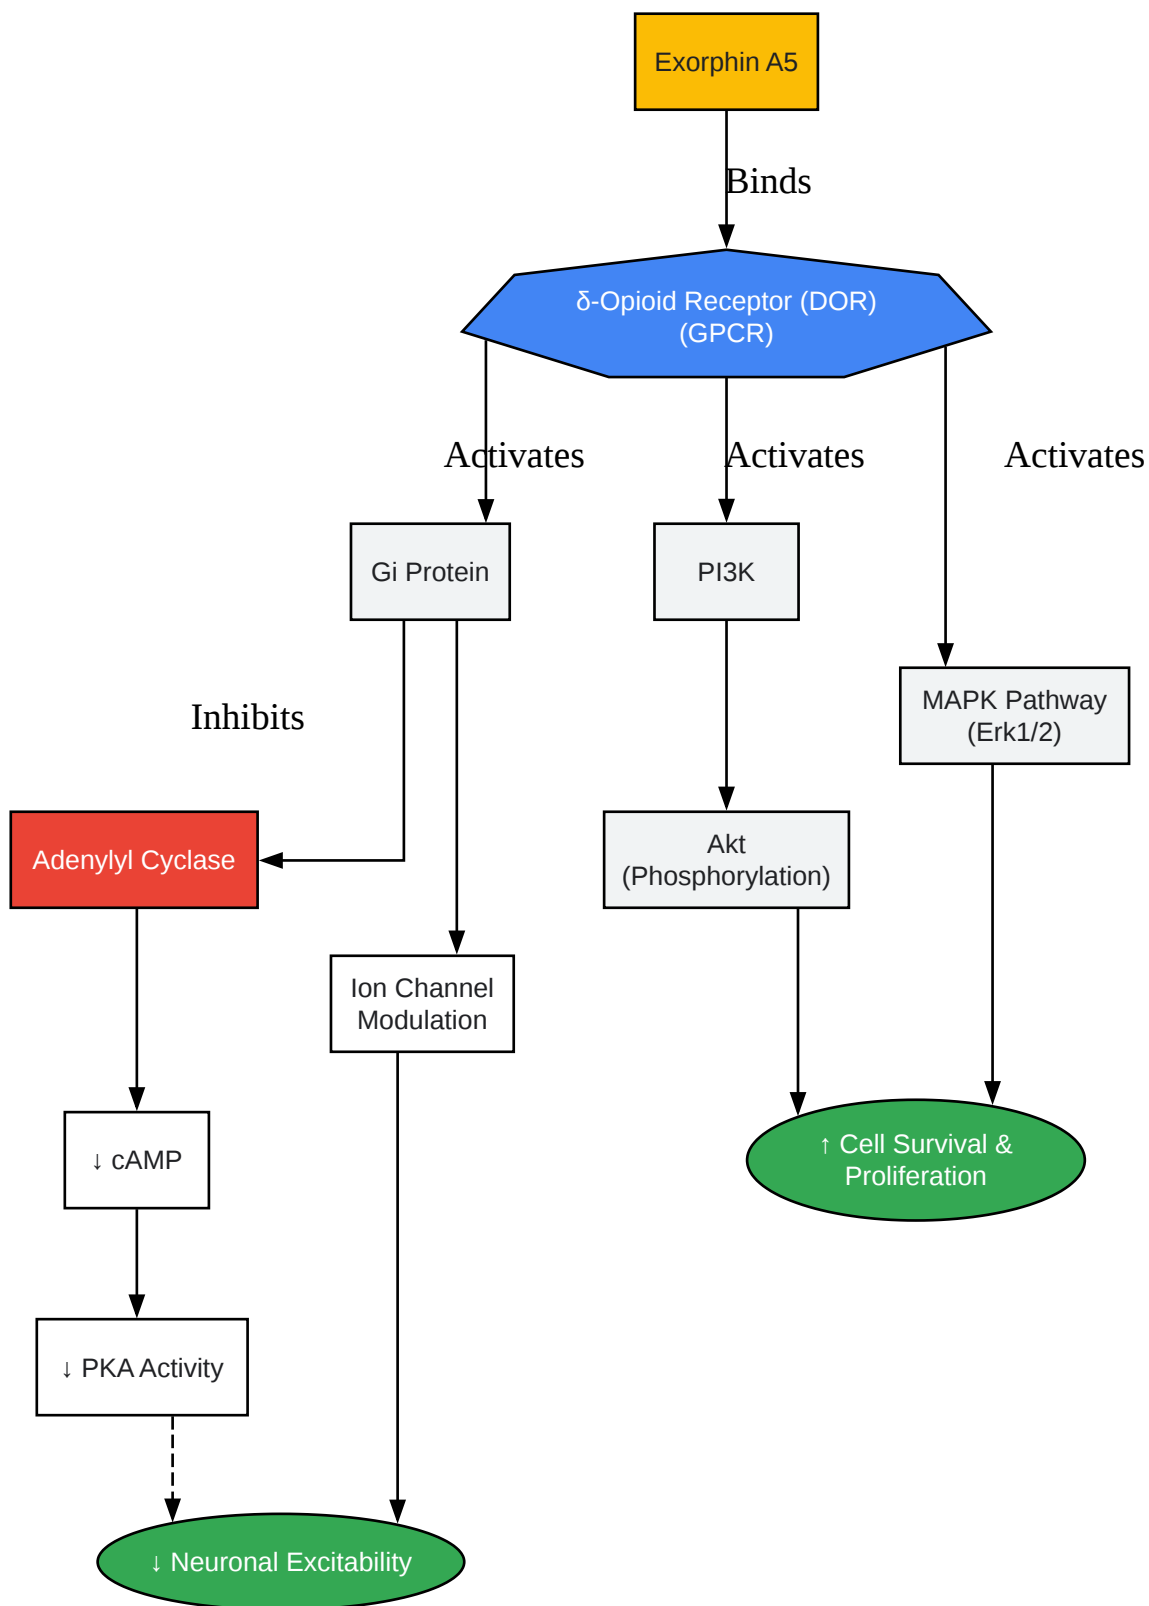 Exorphin A5
Binds
δ-Opioid Receptor (DOR)
(GPCR)
Activates
Activates
Activates
Gi Protein
PI3K
MAPK Pathway
(Erk1/2)
Inhibits
Adenylyl Cyclase
Akt
(Phosphorylation)
Ion Channel
Modulation
↓ cAMP
↑ Cell Survival &
Proliferation
↓ PKA Activity
↓ Neuronal Excitability